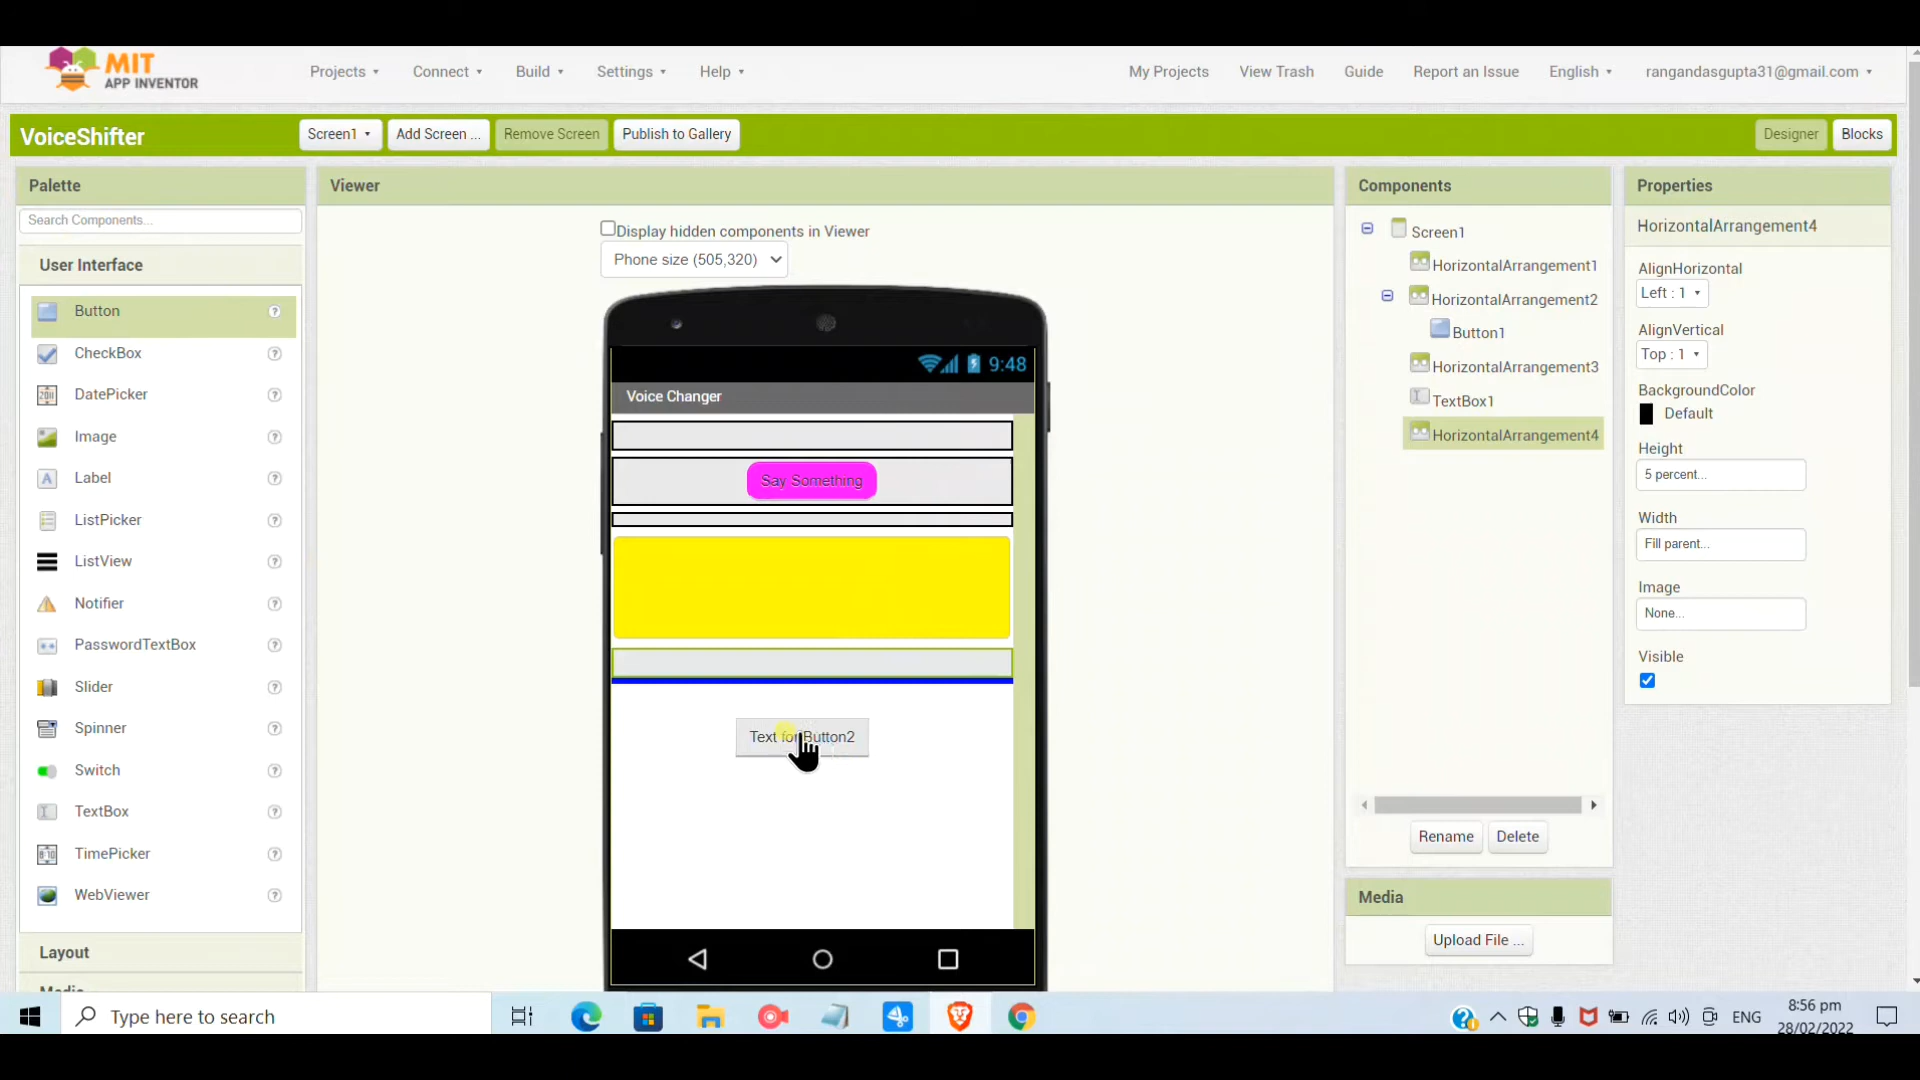 MIT
APP INVENTOR
Projects
Connect
Build
Settings
Help
My Projects
View Trash
Guide
Report an Issue
English
rangandasgupta31@gmail.com
VoiceShifter
Screen1
Add Screen ...
Remove Screen
Publish to Gallery
Designer
Blocks
Palette
Search Components...
User Interface
Button
CheckBox
DatePicker
Image
Label
ListPicker
ListView
Notifier
PasswordTextBox
Slider
Spinner
Switch
TextBox
TimePicker
WebViewer
Layout
Media
Viewer
Display hidden components in Viewer
Phone size (505,320)
9:48
Voice Changer
Say Something
Text for Button2
Components
Screen1
HorizontalArrangement1
HorizontalArrangement2
Button1
HorizontalArrangement3
TextBox1
HorizontalArrangement4
Rename
Delete
Media
Upload File ...
Properties
HorizontalArrangement4
AlignHorizontal
Left : 1
AlignVertical
Top : 1
BackgroundColor
Default
Height
5 percent...
Width
Fill parent...
Image
None...
Visible
Type here to search
ENG
8:56 pm
28/02/2022